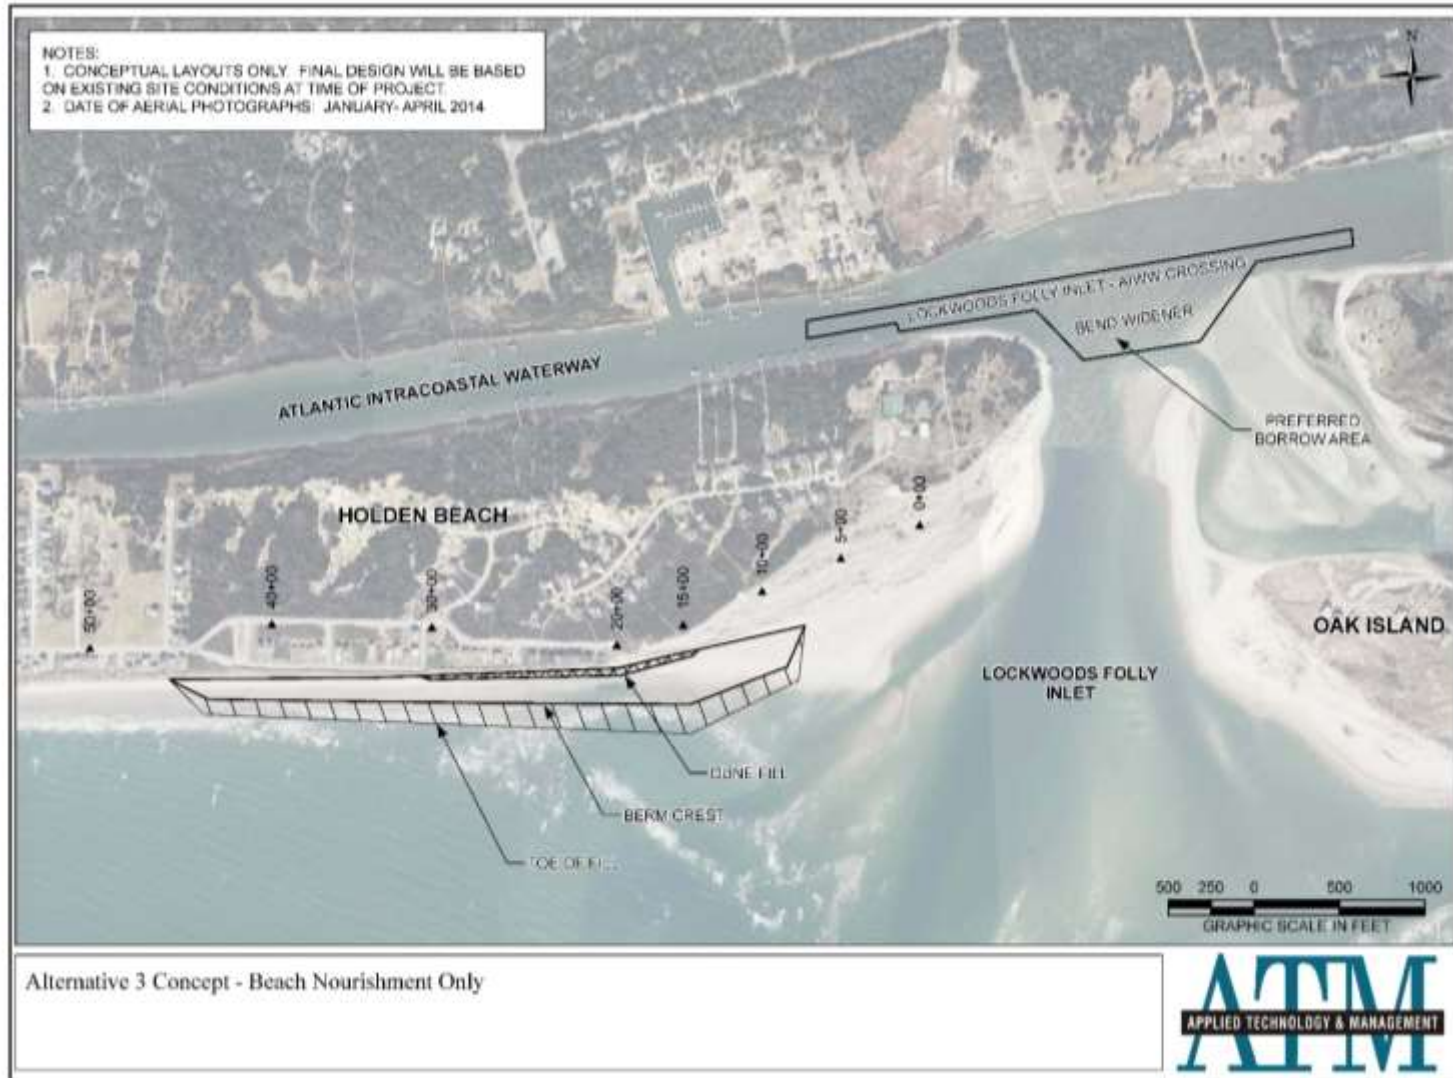 NOTES:
1. CONCEPTUAL LAYOUTS ONLY. FINAL DESIGN WILL BE BASED
ON EXISTING SITE CONDITIONS AT TIME OF PROJECT.
2. DATE OF AERIAL PHOTOGRAPHS: JANUARY- APRIL 2014
N
LOCKWOODS FOLLY INLET - AIWW CROSSING
BEND WIDENER
ATLANTIC INTRACOASTAL WATERWAY
PREFERRED
BORROW AREA
HOLDEN BEACH
50+00
40+00
30+00
20+00
15+00
10+00
5+00
0+00
OAK ISLAND
LOCKWOODS FOLLY
INLET
DUNE FILL
BERM CREST
TOE OF FILL
500 250 0 500 1000
GRAPHIC SCALE IN FEET
Alternative 3 Concept - Beach Nourishment Only
ATM
APPLIED TECHNOLOGY & MANAGEMENT